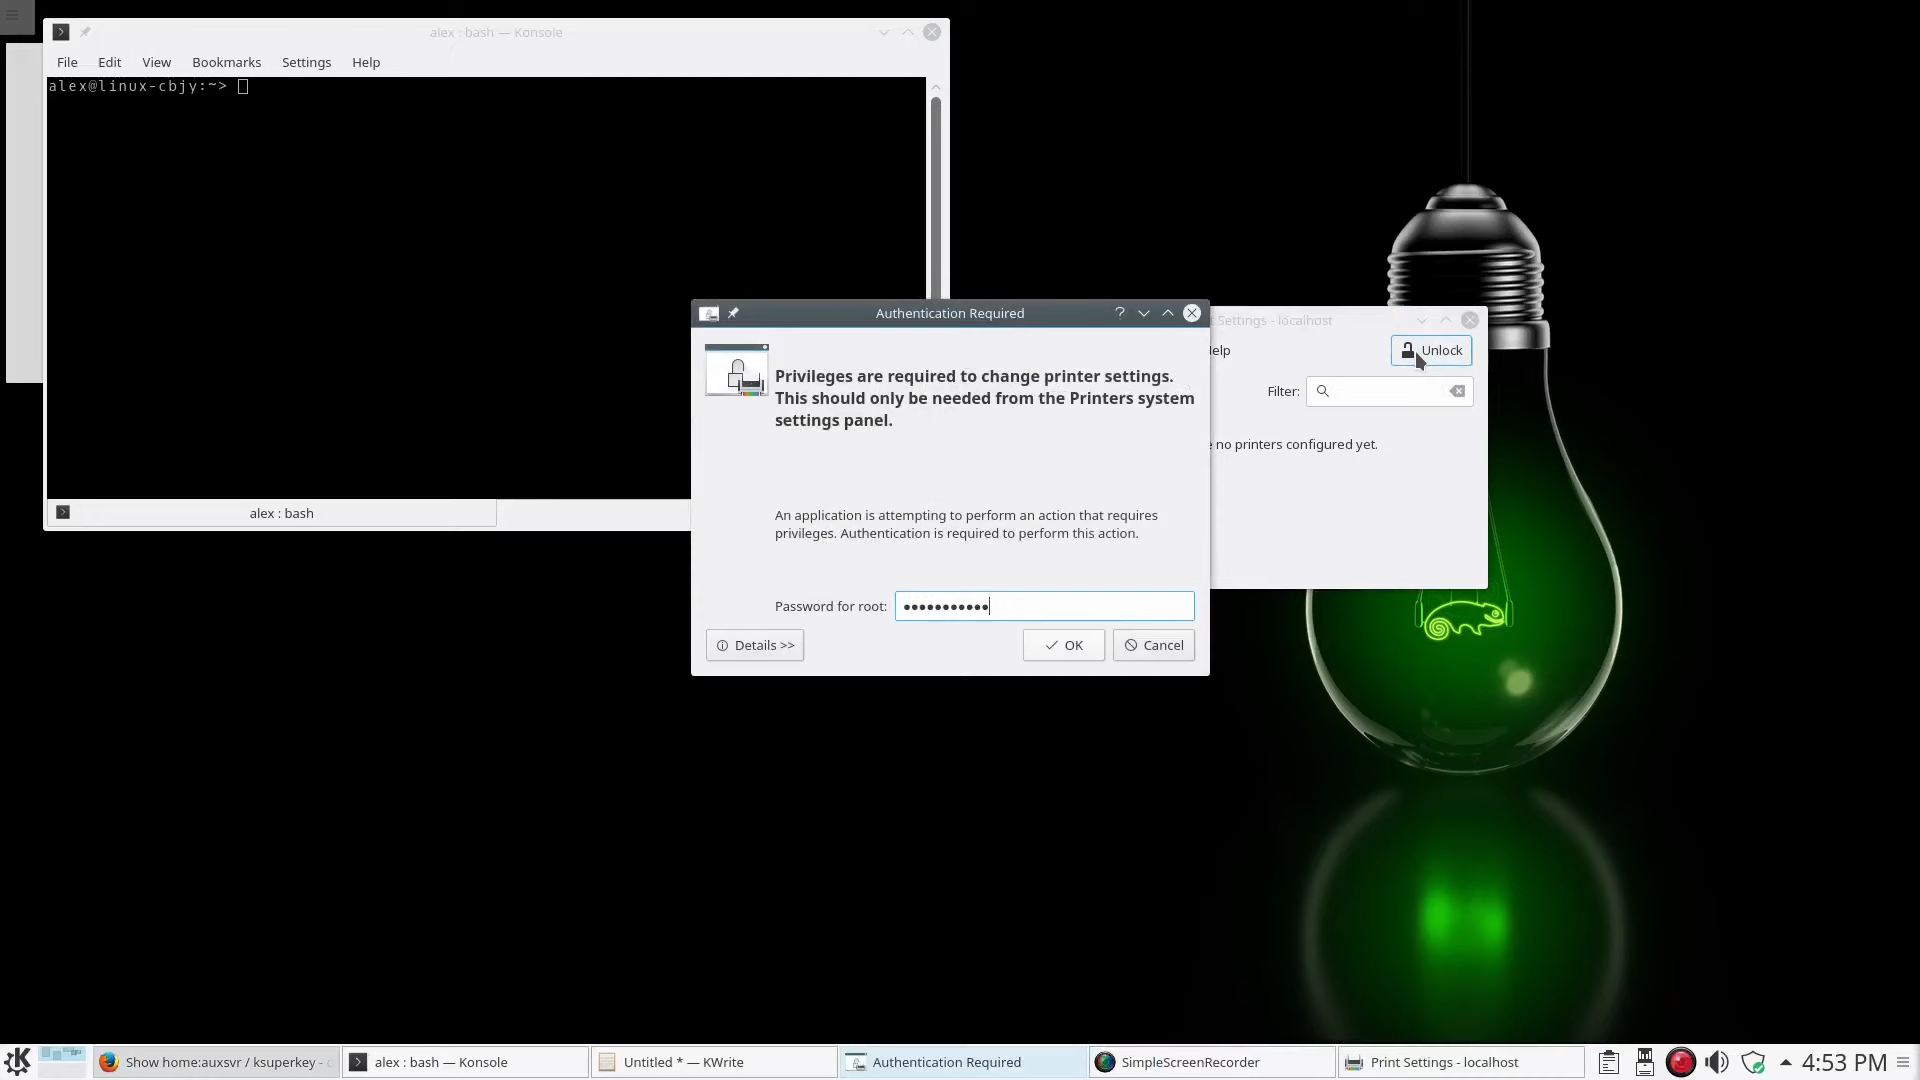 alex : bash — Konsole
File Edit View Bookmarks Settings Help
alex@linux-cbjy:~>
alex : bash
Authentication Required
Privileges are required to change printer settings.
This should only be needed from the Printers system
settings panel.
An application is attempting to perform an action that requires
privileges. Authentication is required to perform this action.
Password for root: •••••••••••
Details >>
OK
Cancel
Settings - localhost
elp
Unlock
Filter:
no printers configured yet.
Show home:auxsvr / ksuperkey -
alex : bash — Konsole
Untitled * — KWrite
Authentication Required
SimpleScreenRecorder
Print Settings - localhost
4:53 PM